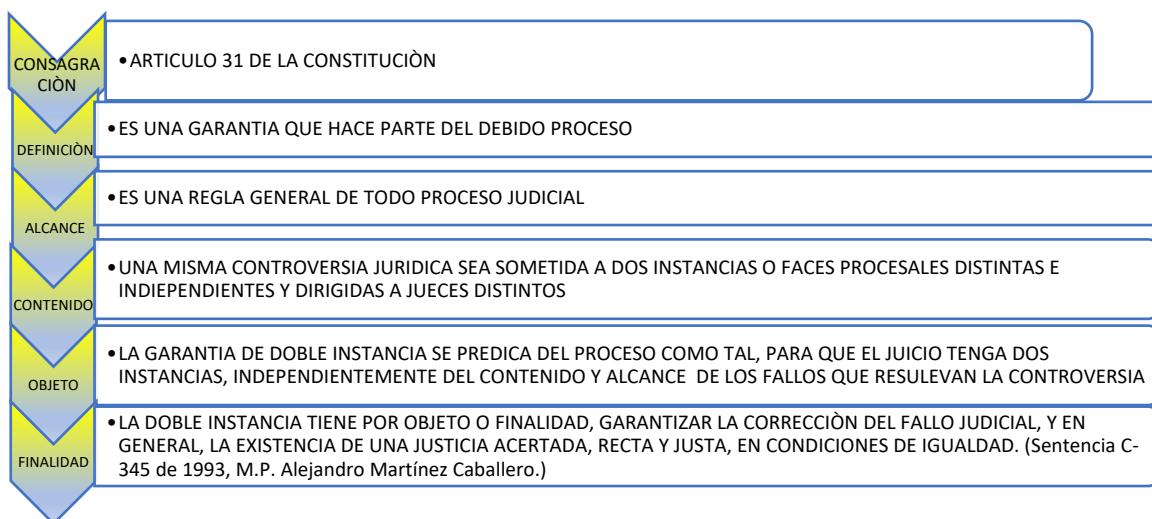 CONSAGRA
CIÒN
•ARTICULO 31 DE LA CONSTITUCIÒN
DEFINICIÒN
•ES UNA GARANTIA QUE HACE PARTE DEL DEBIDO PROCESO
ALCANCE
•ES UNA REGLA GENERAL DE TODO PROCESO JUDICIAL
CONTENIDO
•UNA MISMA CONTROVERSIA JURIDICA SEA SOMETIDA A DOS INSTANCIAS O FACES PROCESALES DISTINTAS E
INDIEPENDIENTES Y DIRIGIDAS A JUECES DISTINTOS
OBJETO
•LA GARANTIA DE DOBLE INSTANCIA SE PREDICA DEL PROCESO COMO TAL, PARA QUE EL JUICIO TENGA DOS
INSTANCIAS, INDEPENDIENTEMENTE DEL CONTENIDO Y ALCANCE DE LOS FALLOS QUE RESULEVAN LA CONTROVERSIA
FINALIDAD
•LA DOBLE INSTANCIA TIENE POR OBJETO O FINALIDAD, GARANTIZAR LA CORRECCIÒN DEL FALLO JUDICIAL, Y EN
GENERAL, LA EXISTENCIA DE UNA JUSTICIA ACERTADA, RECTA Y JUSTA, EN CONDICIONES DE IGUALDAD. (Sentencia C-
345 de 1993, M.P. Alejandro Martínez Caballero.)